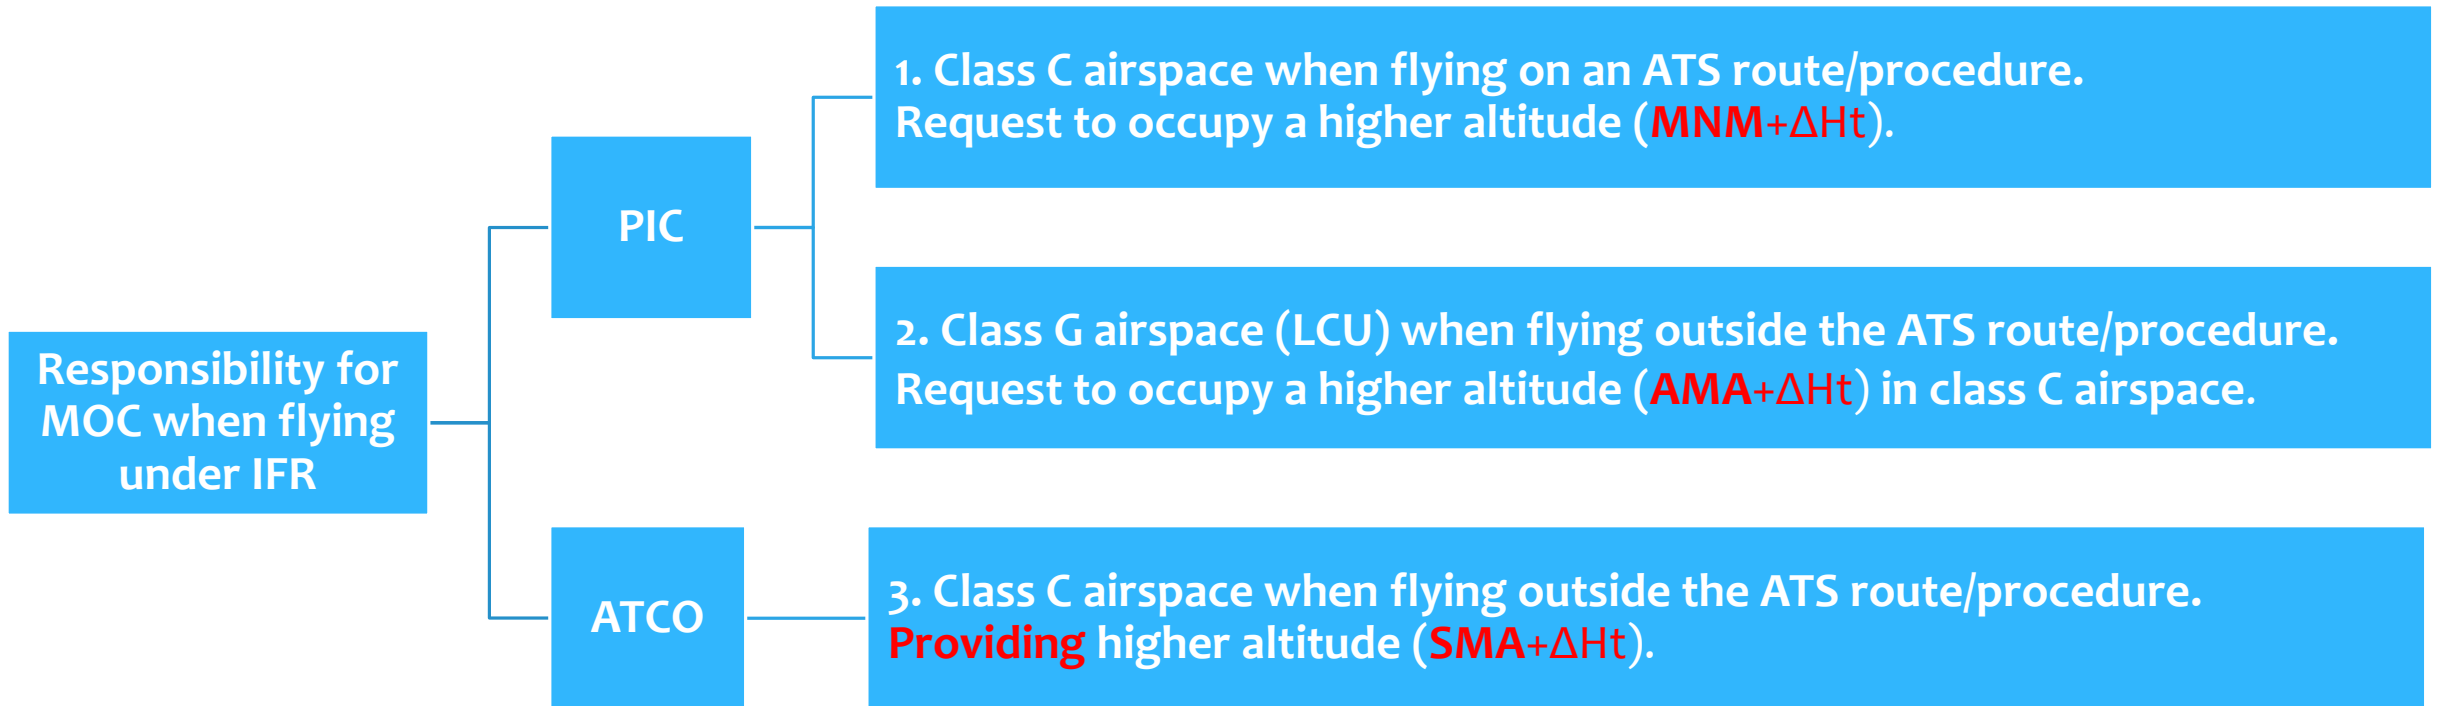 Responsibility for
MOC when flying
under IFR
PIC
1. Class C airspace when flying on an ATS route/procedure.
Request to occupy a higher altitude (MNM+ΔHt).
2. Class G airspace (LCU) when flying outside the ATS route/procedure.
Request to occupy a higher altitude (AMA+ΔHt) in class C airspace.
ATCO
3. Class C airspace when flying outside the ATS route/procedure.
Providing higher altitude (SMA+ΔHt).